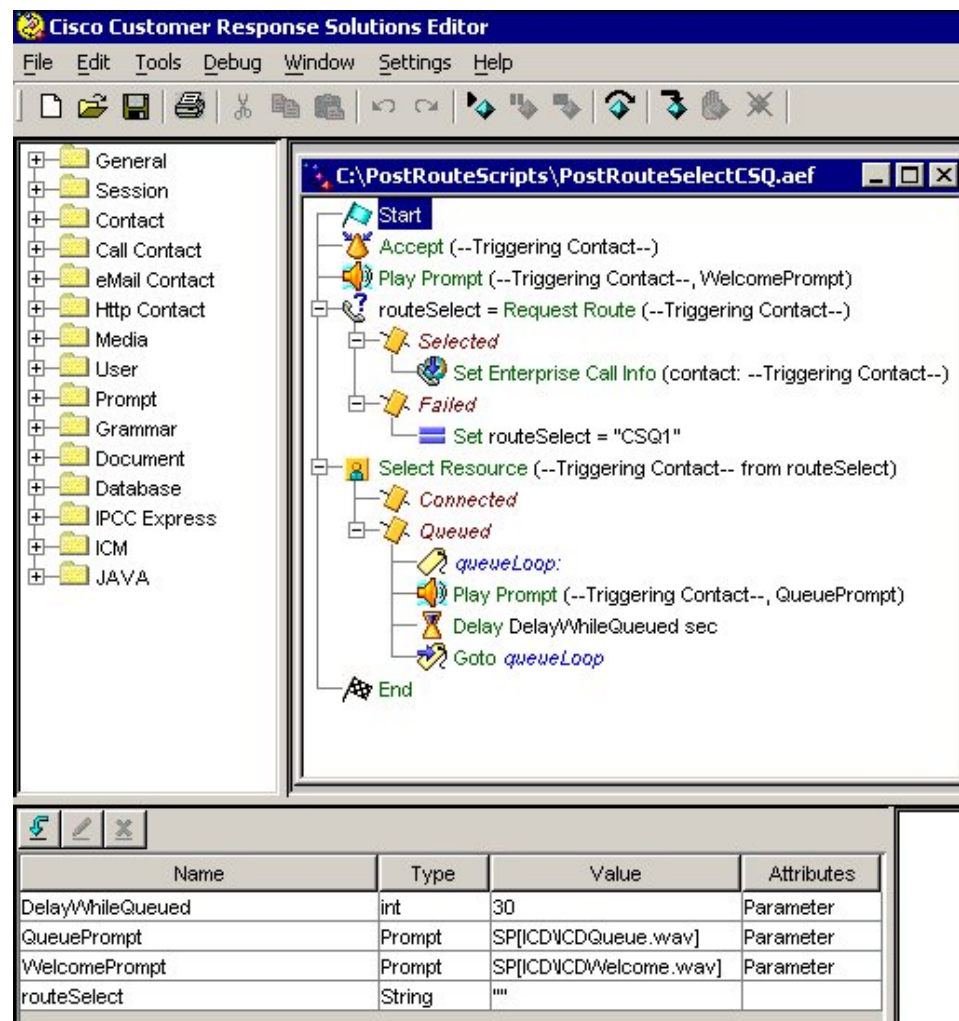 Cisco Customer Response Solutions Editor
File Edit Tools Debug Window Settings Help
General
Session
Contact
Call Contact
eMail Contact
Http Contact
Media
User
Prompt
Grammar
Document
Database
IPCC Express
ICM
JAVA
C:\PostRouteScripts\PostRouteSelectCSQ.aef
Start
Accept (--Triggering Contact--)
Play Prompt (--Triggering Contact--, WelcomePrompt)
routeSelect = Request Route (--Triggering Contact--)
Selected
Set Enterprise Call Info (contact: --Triggering Contact--)
Failed
Set routeSelect = "CSQ1"
Select Resource (--Triggering Contact-- from routeSelect)
Connected
Queued
queueLoop:
Play Prompt (--Triggering Contact--, QueuePrompt)
Delay DelayWhileQueued sec
Goto queueLoop
End
Name Type Value Attributes
DelayWhileQueued int 30 Parameter
QueuePrompt Prompt SP[ICD\ICDQueue.wav] Parameter
WelcomePrompt Prompt SP[ICD\ICDWelcome.wav] Parameter
routeSelect String ""